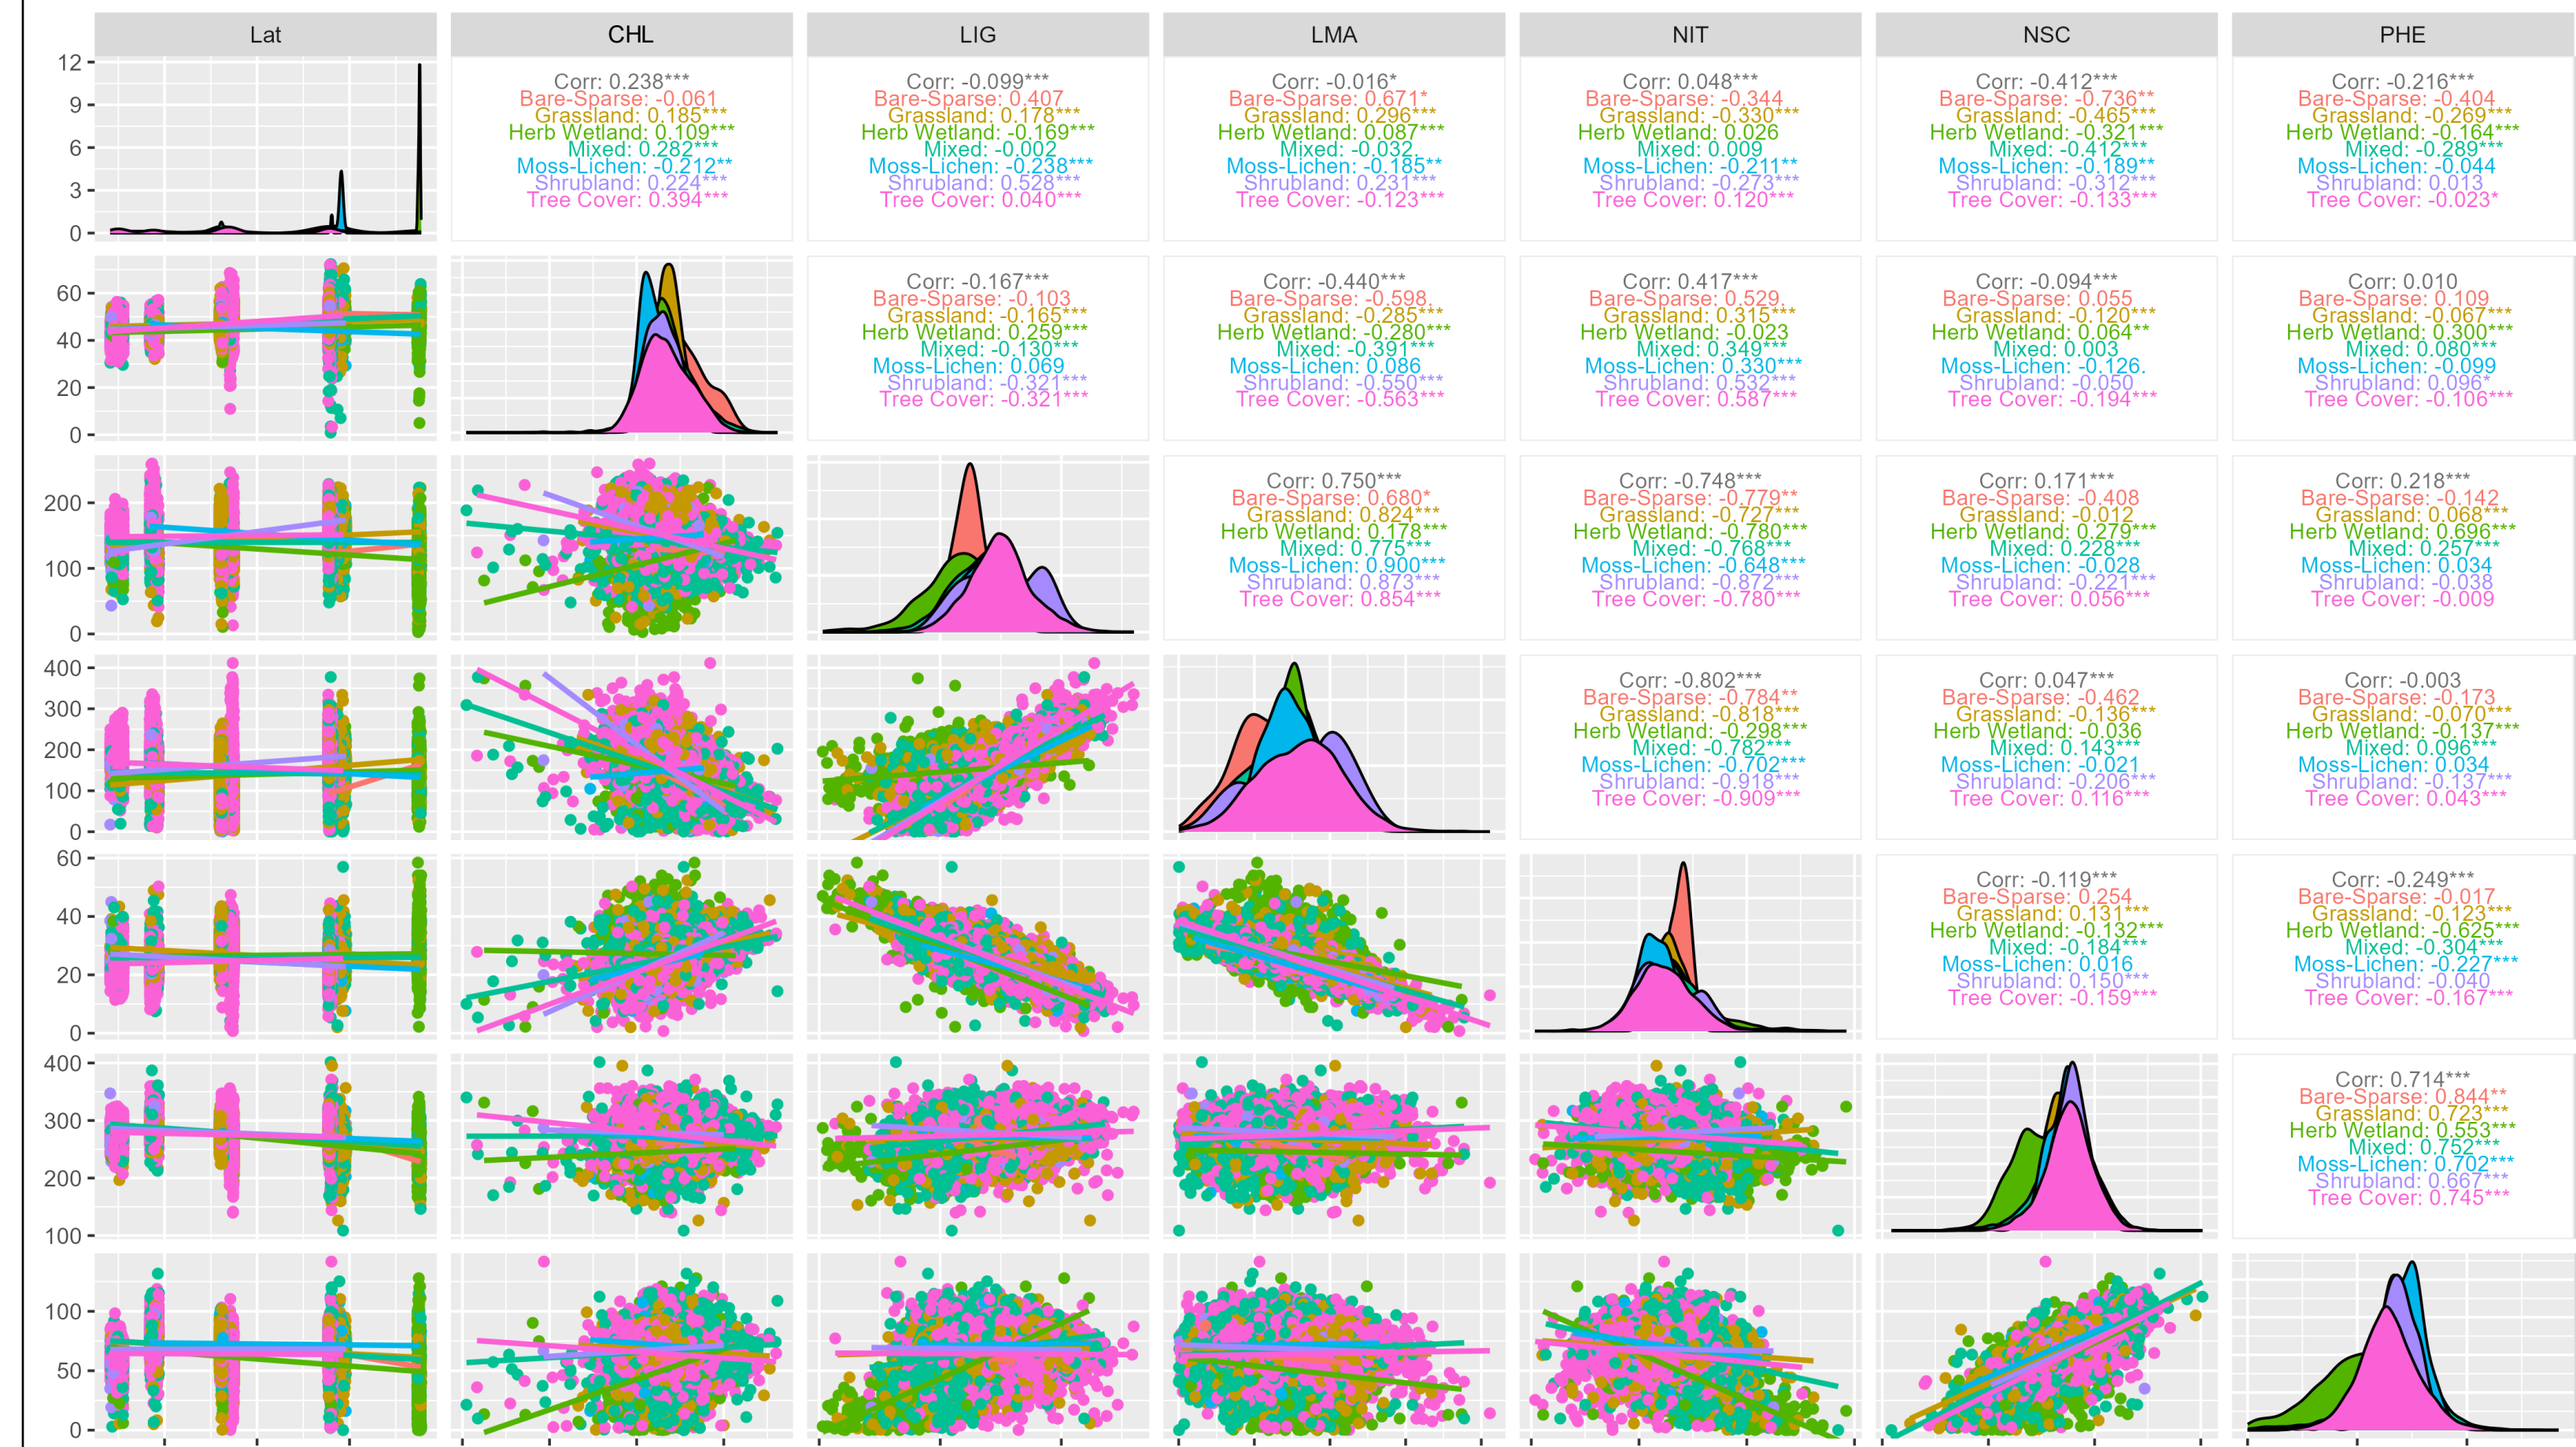 Lat CHL LIG LMA NIT NSC PHE
12
9
6
3
0
Corr: 0.238***
Bare-Sparse: -0.061
Grassland: 0.185***
Herb Wetland: 0.109***
Mixed: 0.282***
Moss-Lichen: -0.212**
Shrubland: 0.224***
Tree Cover: 0.394***
Corr: -0.099***
Bare-Sparse: 0.407
Grassland: 0.178***
Herb Wetland: -0.169***
Mixed: -0.002
Moss-Lichen: -0.238***
Shrubland: 0.528***
Tree Cover: 0.040***
Corr: -0.016*
Bare-Sparse: 0.671*
Grassland: 0.296***
Herb Wetland: 0.087***
Mixed: -0.032.
Moss-Lichen: -0.185**
Shrubland: 0.231***
Tree Cover: -0.123***
Corr: 0.048***
Bare-Sparse: -0.344
Grassland: -0.330***
Herb Wetland: 0.026
Mixed: 0.009
Moss-Lichen: -0.211**
Shrubland: -0.273***
Tree Cover: 0.120***
Corr: -0.412***
Bare-Sparse: -0.736**
Grassland: -0.465***
Herb Wetland: -0.321***
Mixed: -0.412***
Moss-Lichen: -0.189**
Shrubland: -0.312***
Tree Cover: -0.133***
Corr: -0.216***
Bare-Sparse: -0.404
Grassland: -0.269***
Herb Wetland: -0.164***
Mixed: -0.289***
Moss-Lichen: -0.044
Shrubland: 0.013
Tree Cover: -0.023*
60
40
20
0
Corr: -0.167***
Bare-Sparse: -0.103
Grassland: -0.165***
Herb Wetland: 0.259***
Mixed: -0.130***
Moss-Lichen: 0.069
Shrubland: -0.321***
Tree Cover: -0.321***
Corr: -0.440***
Bare-Sparse: -0.598.
Grassland: -0.285***
Herb Wetland: -0.280***
Mixed: -0.391***
Moss-Lichen: 0.086
Shrubland: -0.550***
Tree Cover: -0.563***
Corr: 0.417***
Bare-Sparse: 0.529.
Grassland: 0.315***
Herb Wetland: -0.023
Mixed: 0.349***
Moss-Lichen: 0.330***
Shrubland: 0.532***
Tree Cover: 0.587***
Corr: -0.094***
Bare-Sparse: 0.055
Grassland: -0.120***
Herb Wetland: 0.064**
Mixed: 0.003
Moss-Lichen: -0.126.
Shrubland: -0.050
Tree Cover: -0.194***
Corr: 0.010
Bare-Sparse: 0.109
Grassland: -0.067***
Herb Wetland: 0.300***
Mixed: 0.080***
Moss-Lichen: -0.099
Shrubland: 0.096*
Tree Cover: -0.106***
200
100
0
Corr: 0.750***
Bare-Sparse: 0.680*
Grassland: 0.824***
Herb Wetland: 0.178***
Mixed: 0.775***
Moss-Lichen: 0.900***
Shrubland: 0.873***
Tree Cover: 0.854***
Corr: -0.748***
Bare-Sparse: -0.779**
Grassland: -0.727***
Herb Wetland: -0.780***
Mixed: -0.768***
Moss-Lichen: -0.648***
Shrubland: -0.872***
Tree Cover: -0.780***
Corr: 0.171***
Bare-Sparse: -0.408
Grassland: -0.012
Herb Wetland: 0.279***
Mixed: 0.228***
Moss-Lichen: -0.028
Shrubland: -0.221***
Tree Cover: 0.056***
Corr: 0.218***
Bare-Sparse: -0.142
Grassland: 0.068***
Herb Wetland: 0.696***
Mixed: 0.257***
Moss-Lichen: 0.034
Shrubland: -0.038
Tree Cover: -0.009
400
300
200
100
0
Corr: -0.802***
Bare-Sparse: -0.784**
Grassland: -0.818***
Herb Wetland: -0.298***
Mixed: -0.782***
Moss-Lichen: -0.702***
Shrubland: -0.918***
Tree Cover: -0.909***
Corr: 0.047***
Bare-Sparse: -0.462
Grassland: -0.136***
Herb Wetland: -0.036
Mixed: 0.143***
Moss-Lichen: -0.021
Shrubland: -0.206***
Tree Cover: 0.116***
Corr: -0.003
Bare-Sparse: -0.173
Grassland: -0.070***
Herb Wetland: -0.137***
Mixed: 0.096***
Moss-Lichen: 0.034
Shrubland: -0.137***
Tree Cover: 0.043***
60
40
20
0
Corr: -0.119***
Bare-Sparse: 0.254
Grassland: 0.131***
Herb Wetland: -0.132***
Mixed: -0.184***
Moss-Lichen: 0.016
Shrubland: 0.150***
Tree Cover: -0.159***
Corr: -0.249***
Bare-Sparse: -0.017
Grassland: -0.123***
Herb Wetland: -0.625***
Mixed: -0.304***
Moss-Lichen: -0.227***
Shrubland: -0.040
Tree Cover: -0.167***
400
300
200
100
Corr: 0.714***
Bare-Sparse: 0.844**
Grassland: 0.723***
Herb Wetland: 0.553***
Mixed: 0.752***
Moss-Lichen: 0.702***
Shrubland: 0.667***
Tree Cover: 0.745***
100
50
0